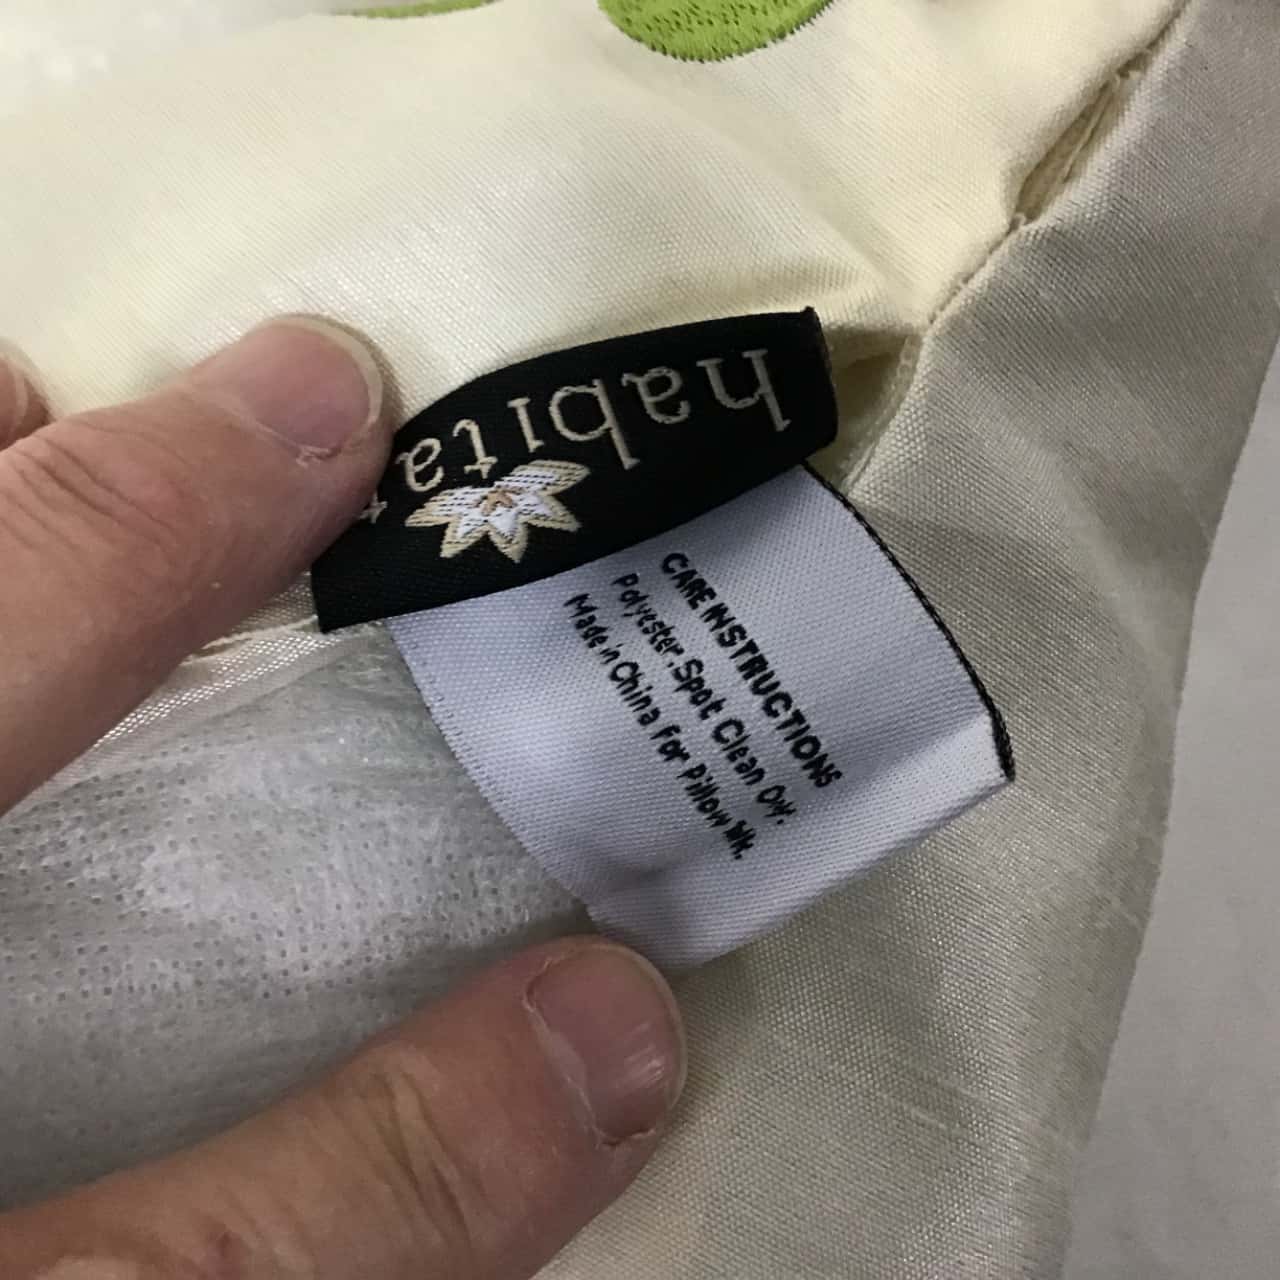 habitat
CARE INSTRUCTIONS
Polyester.Spot Clean Only.
Made in China For Pillow Mk.